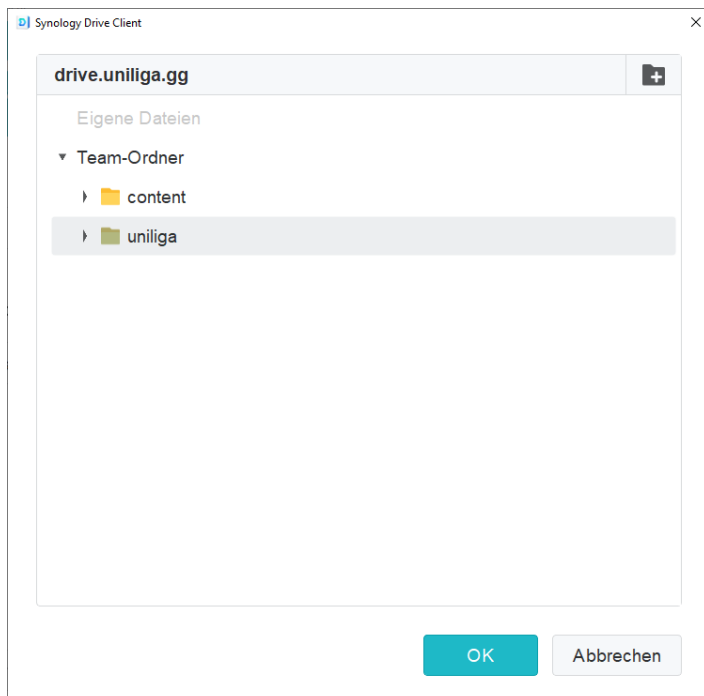 Synology Drive Client
drive.uniliga.gg
Eigene Dateien
Team-Ordner
content
uniliga
OK
Abbrechen